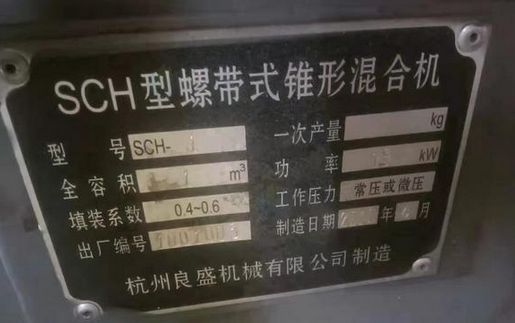 SCH型螺带式锥形混合机
型 号 SCH-
一次产量 kg
全容积 m³
功 率 kW
填装系数 0.4~0.6
工作压力 常压或微压
出厂编号
制造日期 年 月
杭州良盛机械有限公司制造